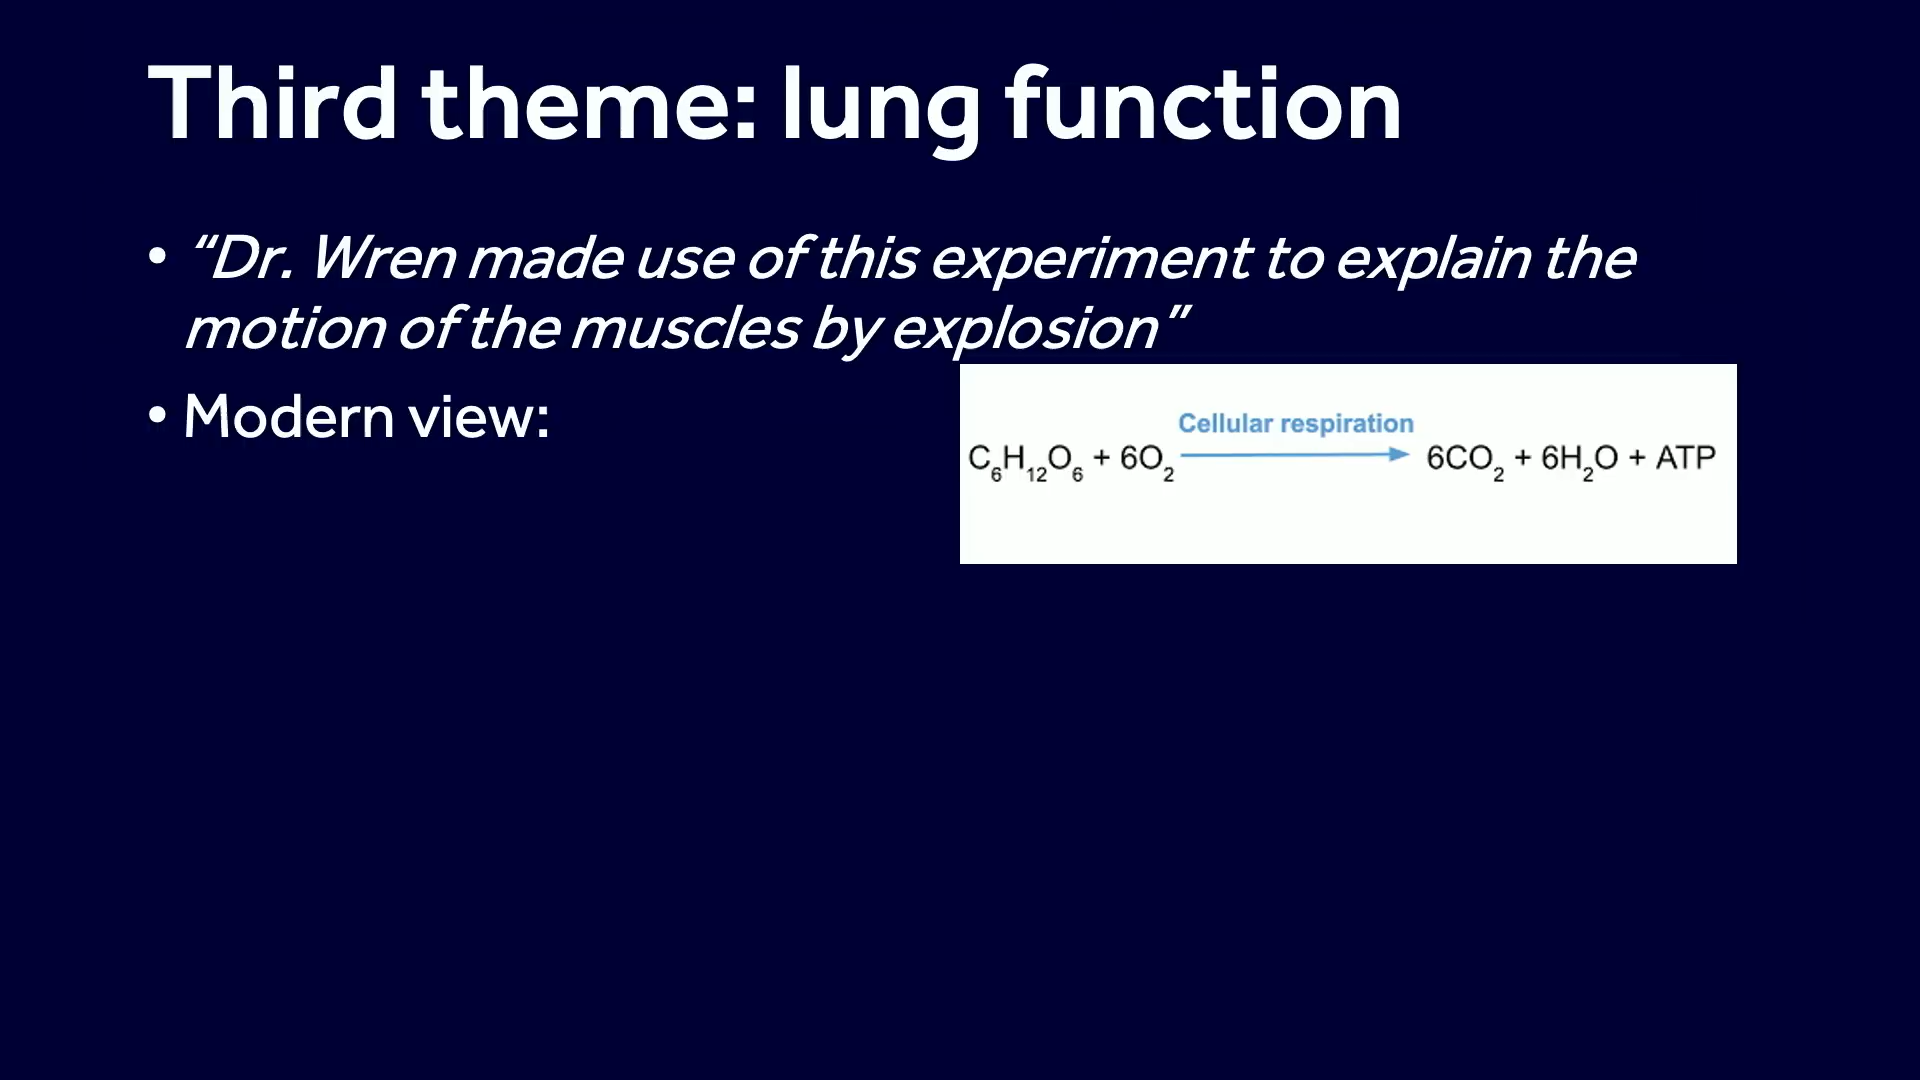 Third theme: lung function
• “Dr. Wren made use of this experiment to explain the
motion of the muscles by explosion”
• Modern view:
Cellular respiration
C₆H₁₂O₆ + 6O₂ → 6CO₂ + 6H₂O + ATP